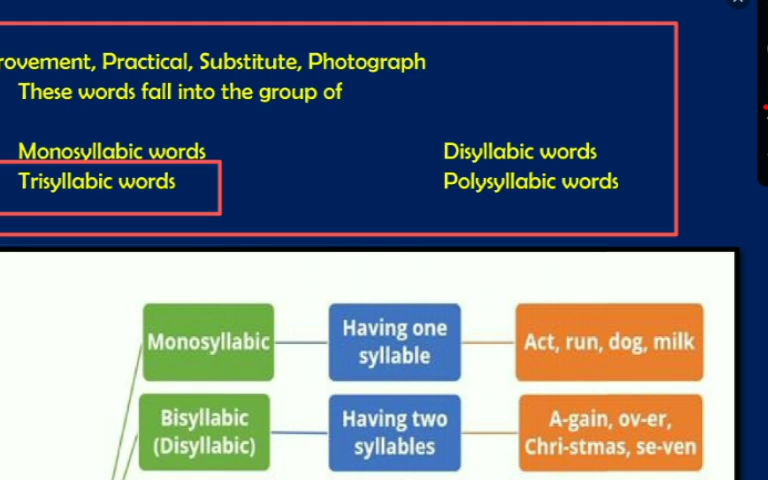 rovement, Practical, Substitute, Photograph
These words fall into the group of
Monosyllabic words Disyllabic words
Trisyllabic words Polysyllabic words
Monosyllabic Having one syllable Act, run, dog, milk
Bisyllabic (Disyllabic) Having two syllables A-gain, ov-er, Chri-stmas, se-ven